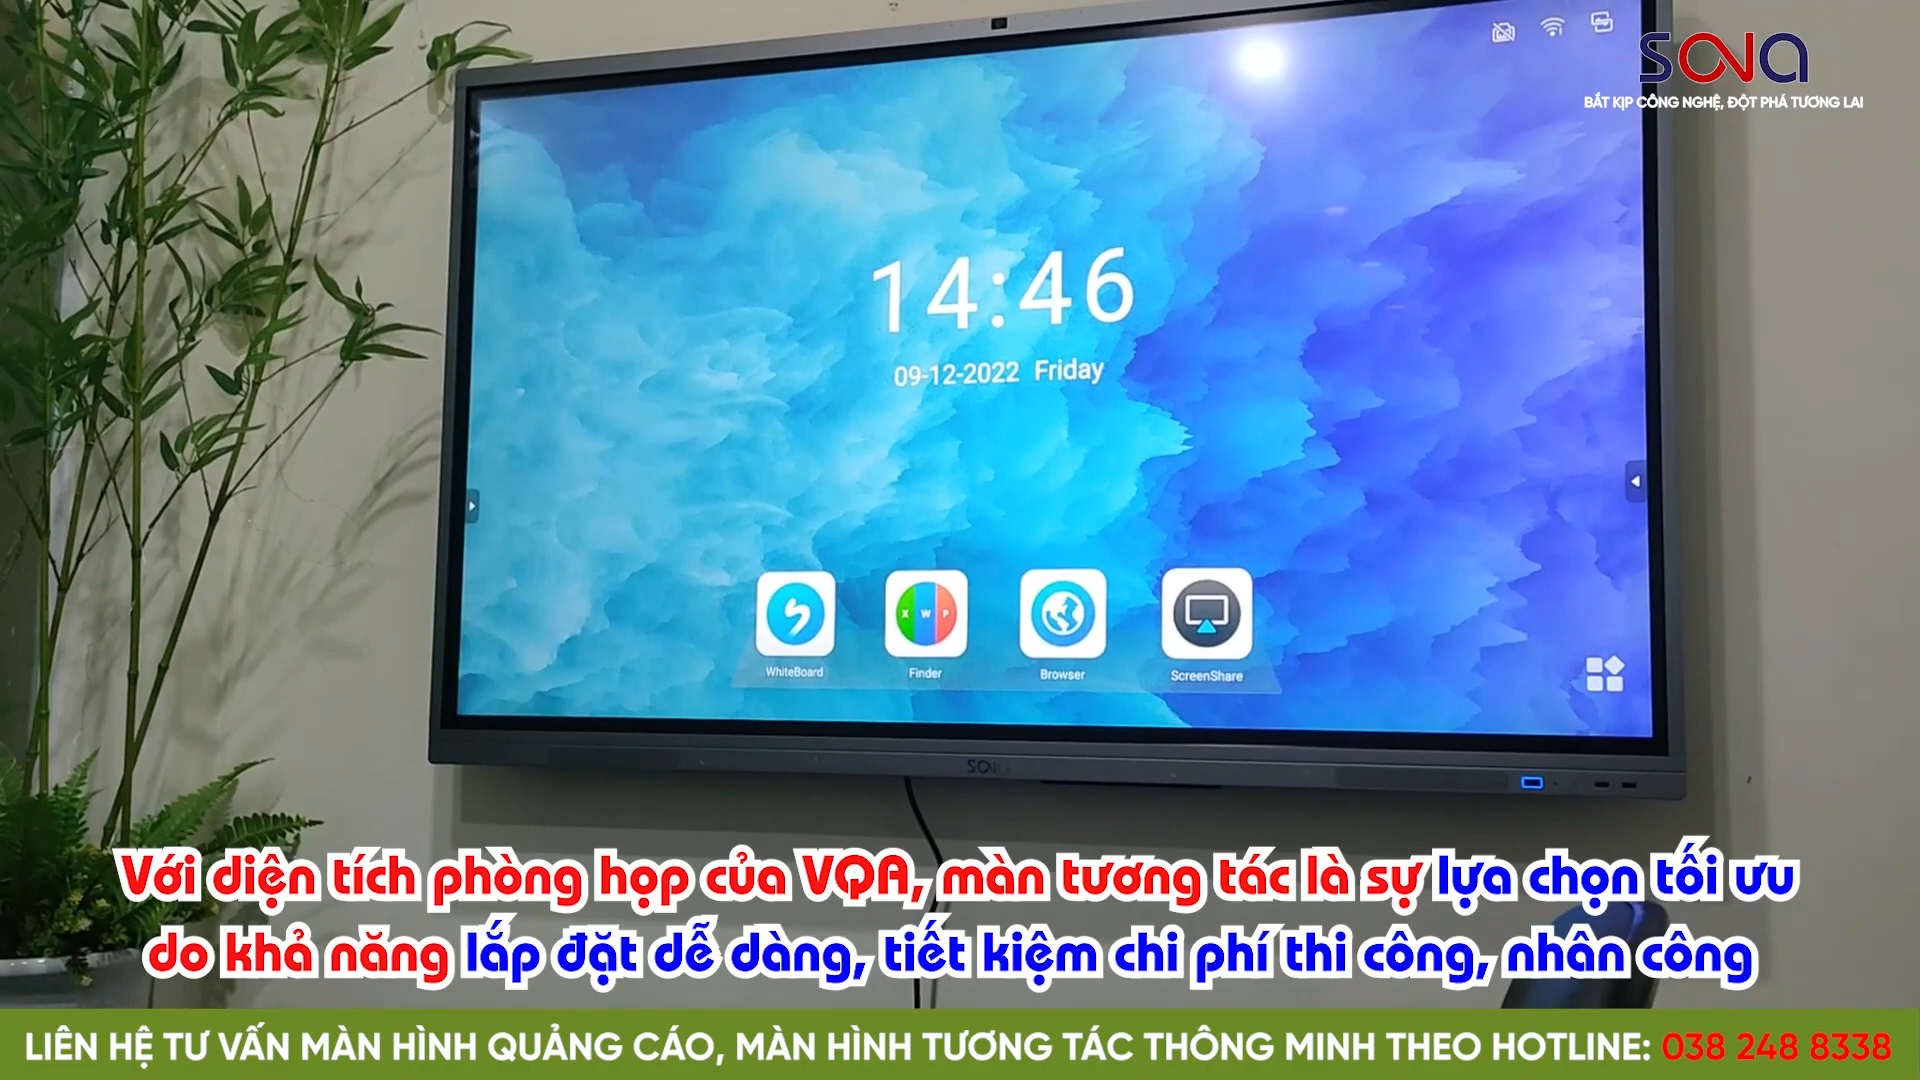 SONA
BẮT KỊP CÔNG NGHỆ, ĐỘT PHÁ TƯƠNG LAI
14:46
09-12-2022 Friday
X W P
WhiteBoard
Finder
Browser
ScreenShare
SONA
Với diện tích phòng họp của VQA, màn tương tác là sự lựa chọn tối ưu
do khả năng lắp đặt dễ dàng, tiết kiệm chi phí thi công, nhân công
LIÊN HỆ TƯ VẤN MÀN HÌNH QUẢNG CÁO, MÀN HÌNH TƯƠNG TÁC THÔNG MINH THEO HOTLINE: 038 248 8338